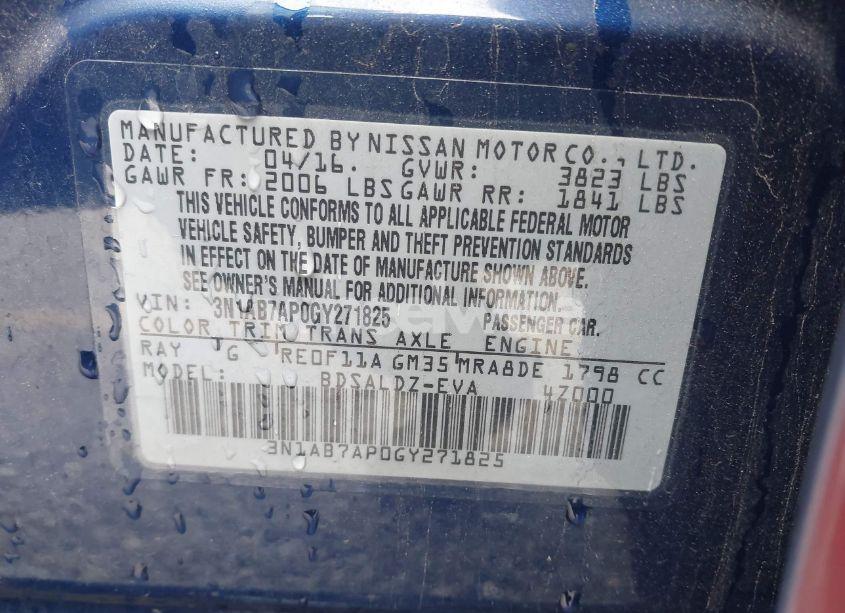 MANUFACTURED BY NISSAN MOTOR CO., LTD.
DATE: 04/16. GVWR: 3823 LBS
GAWR FR: 2006 LBS GAWR RR: 1841 LBS
THIS VEHICLE CONFORMS TO ALL APPLICABLE FEDERAL MOTOR
VEHICLE SAFETY, BUMPER AND THEFT PREVENTION STANDARDS
IN EFFECT ON THE DATE OF MANUFACTURE SHOWN ABOVE.
SEE OWNER'S MANUAL FOR ADDITIONAL INFORMATION.
VIN: 3N1AB7AP0GY271825 PASSENGER CAR.
COLOR TRIM TRANS AXLE ENGINE
RAY G RE0F11A GM35 MRA8DE 1798 CC
MODEL: BDSALDZ-EVA 47000
3N1AB7AP0GY271825